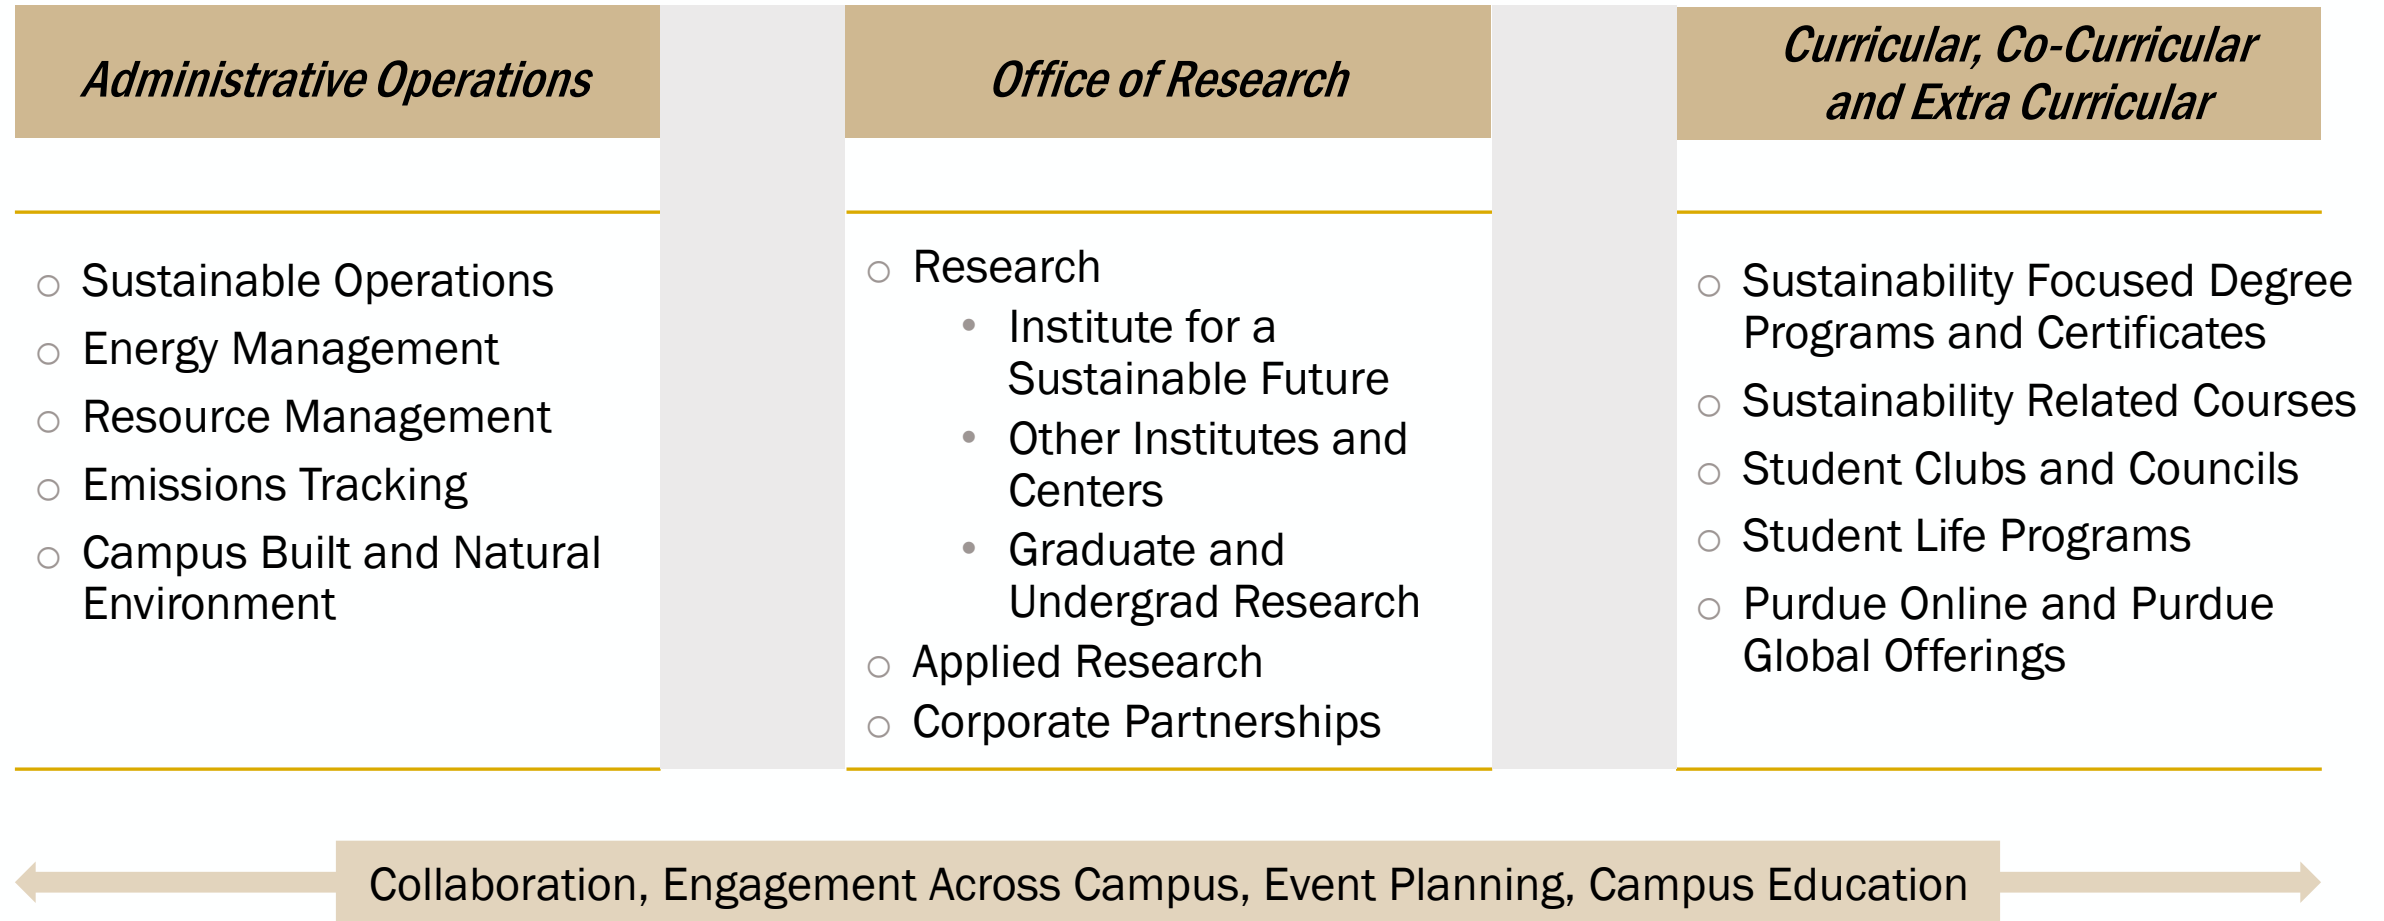 Administrative Operations
Sustainable Operations
Energy Management
Resource Management
Emissions Tracking
Campus Built and Natural
Environment
Office of Research
Research
Institute for a
Sustainable Future
Other Institutes and
Centers
Graduate and
Undergrad Research
Applied Research
Corporate Partnerships
Curricular, Co-Curricular
and Extra Curricular
Sustainability Focused Degree
Programs and Certificates
Sustainability Related Courses
Student Clubs and Councils
Student Life Programs
Purdue Online and Purdue
Global Offerings
Collaboration, Engagement Across Campus, Event Planning, Campus Education